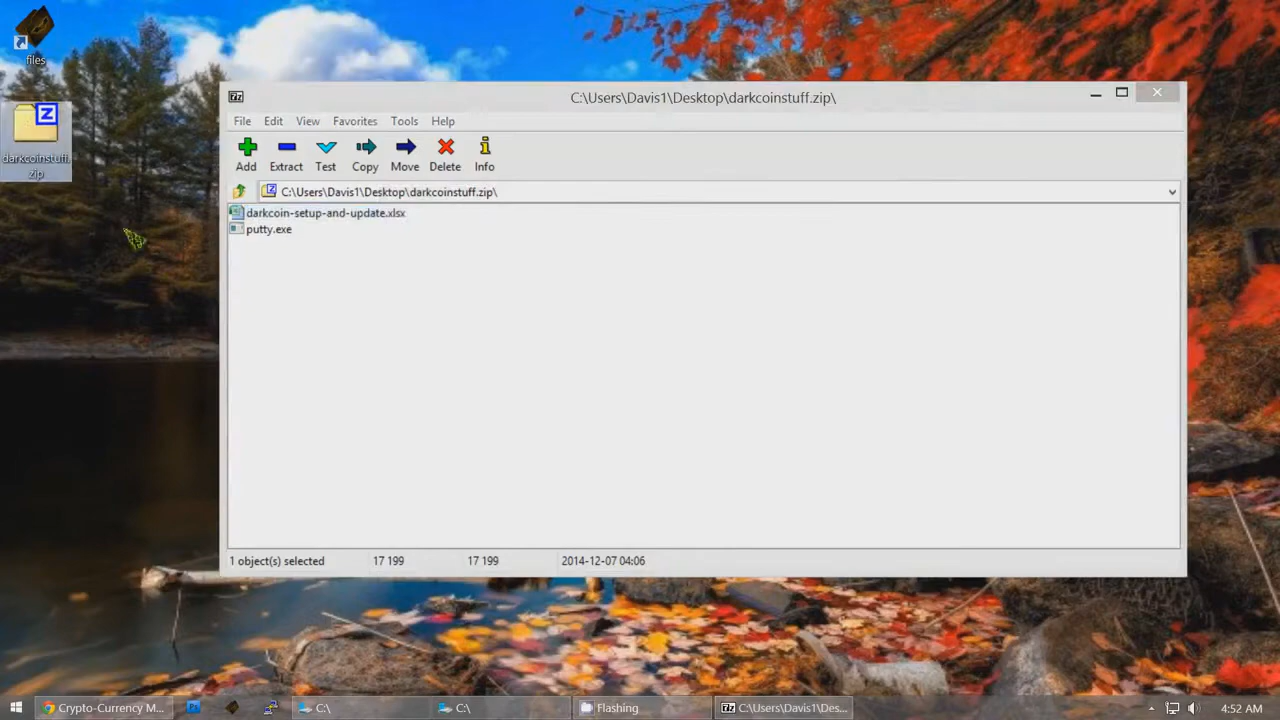 files
darkcoinstuff.
zip
C:\Users\Davis1\Desktop\darkcoinstuff.zip\
File Edit View Favorites Tools Help
Add Extract Test Copy Move Delete Info
C:\Users\Davis1\Desktop\darkcoinstuff.zip\
darkcoin-setup-and-update.xlsx
putty.exe
1 object(s) selected 17 199 17 199 2014-12-07 04:06
Crypto-Currency M... C:\ C:\ Flashing C:\Users\Davis1\Des... 4:52 AM